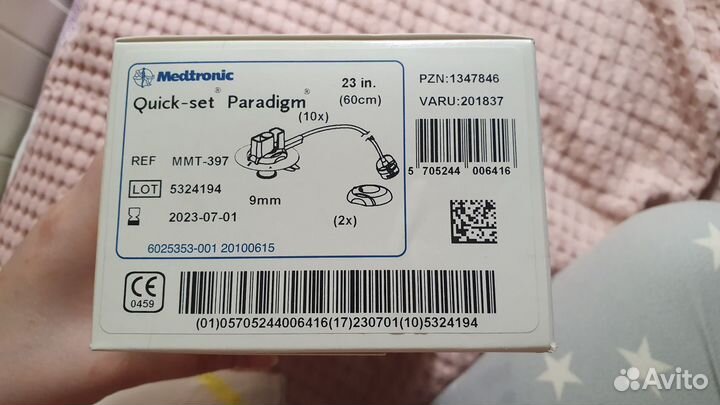 Medtronic
Quick-set® Paradigm®
23 in.
(60cm)
(10x)
REF MMT-397
LOT 5324194
2023-07-01
9mm
(2x)
6025353-001 20100615
PZN:1347846
VARU:201837
5 705244 006416
CE
0459
(01)05705244006416(17)230701(10)5324194
Avito